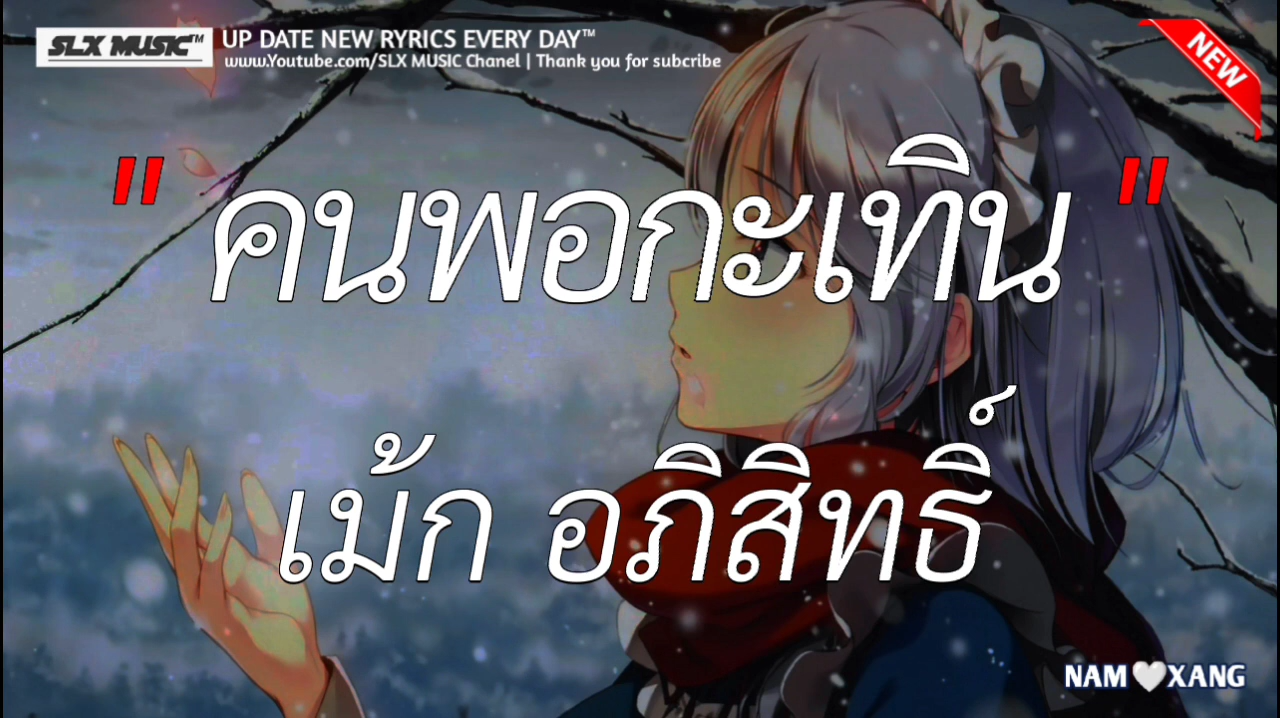 SLX MUSIC™
UP DATE NEW RYRICS EVERY DAY™
www.Youtube.com/SLX MUSIC Chanel | Thank you for subcribe
NEW
" คนพอกะเทิน "
เม้ก อภิสิทธิ์
NAM🤍XANG